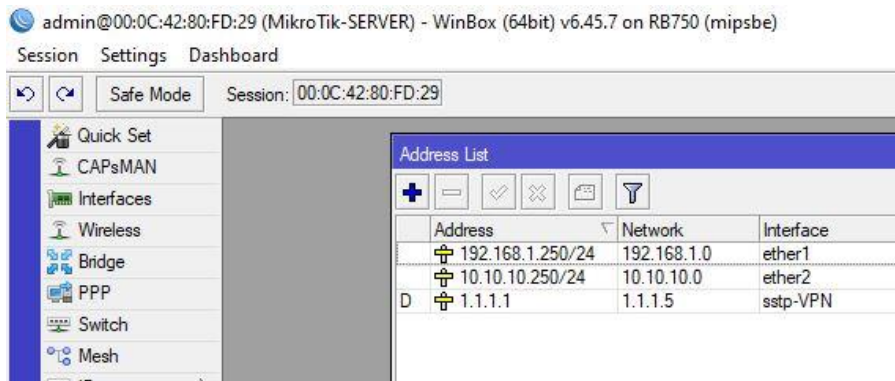 admin@00:0C:42:80:FD:29 (MikroTik-SERVER) - WinBox (64bit) v6.45.7 on RB750 (mipsbe)
Session Settings Dashboard
Safe Mode Session: 00:0C:42:80:FD:29
Quick Set
CAPsMAN
Interfaces
Wireless
Bridge
PPP
Switch
Mesh
Address List
Address Network Interface
192.168.1.250/24 192.168.1.0 ether1
10.10.10.250/24 10.10.10.0 ether2
D 1.1.1.1 1.1.1.5 sstp-VPN